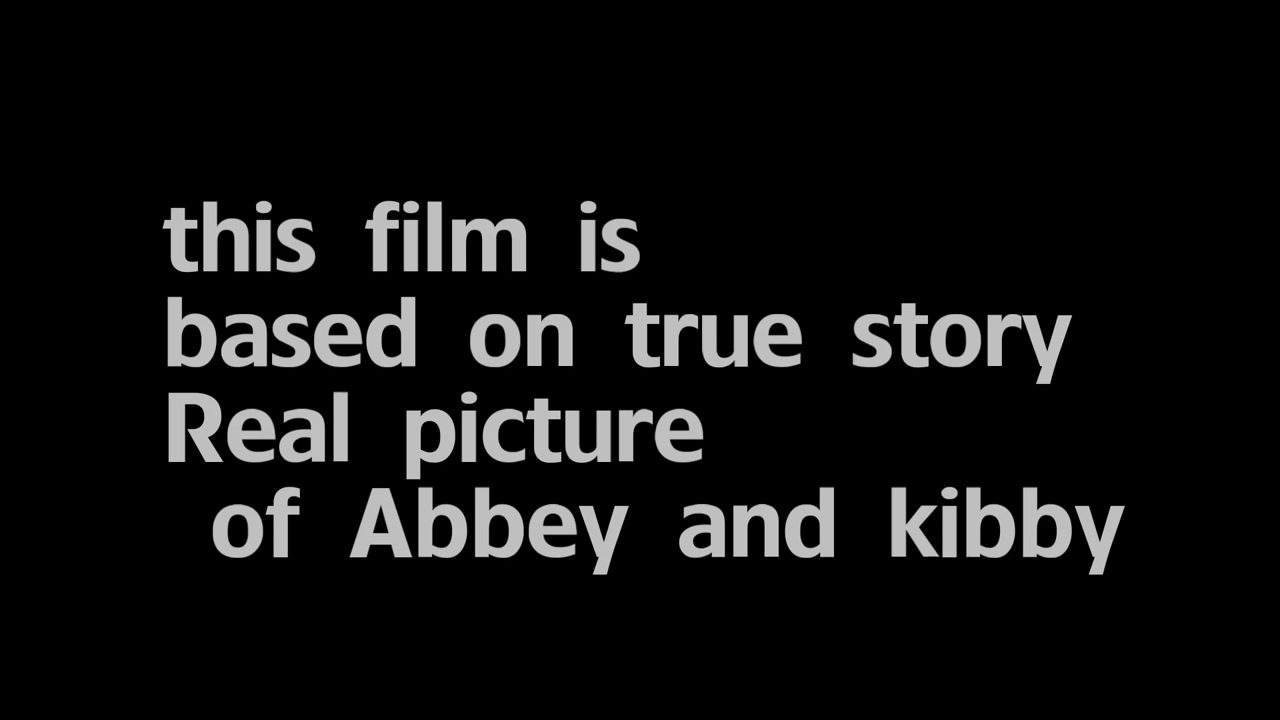 this film is
based on true story
Real picture
of Abbey and kibby